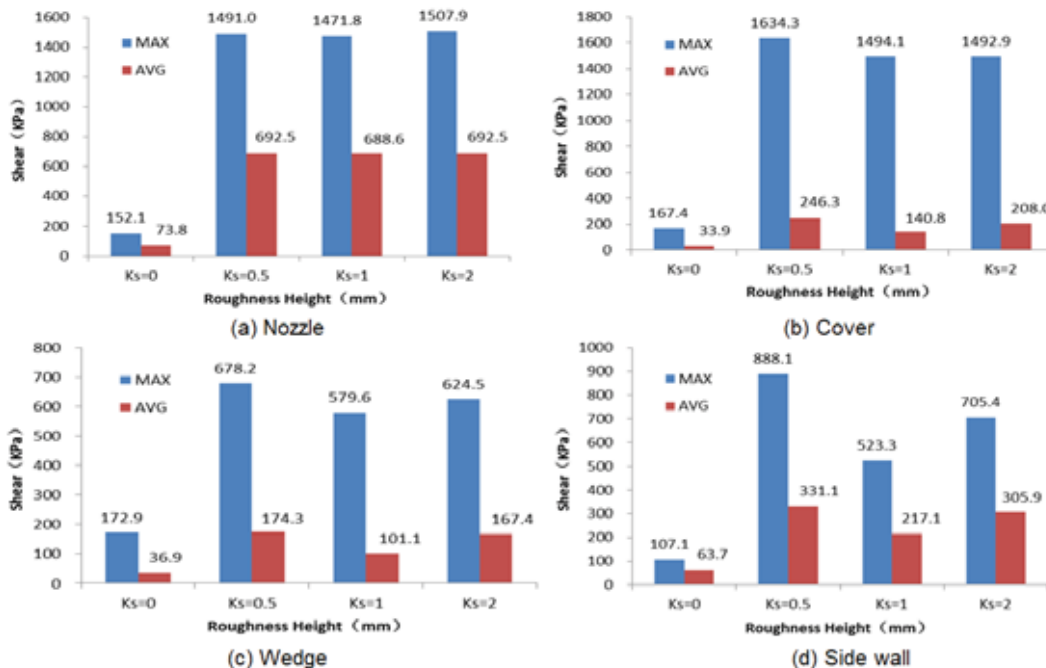 1600
1400
1200
1000
800
600
400
200
0
Shear（KPa）
MAX
AVG
152.1
73.8
1491.0
692.5
1471.8
688.6
1507.9
692.5
Ks=0 Ks=0.5 Ks=1 Ks=2
Roughness Height（mm）
(a) Nozzle
1800
1600
1400
1200
1000
800
600
400
200
0
Shear（KPa）
MAX
AVG
167.4
33.9
1634.3
246.3
1494.1
140.8
1492.9
208.0
Ks=0 Ks=0.5 Ks=1 Ks=2
Roughness Height（mm）
(b) Cover
800
700
600
500
400
300
200
100
0
Shear（KPa）
MAX
AVG
172.9
36.9
678.2
174.3
579.6
101.1
624.5
167.4
Ks=0 Ks=0.5 Ks=1 Ks=2
Roughness Height（mm）
(c) Wedge
1000
900
800
700
600
500
400
300
200
100
0
Shear（KPa）
MAX
AVG
107.1
63.7
888.1
331.1
523.3
217.1
705.4
305.9
Ks=0 Ks=0.5 Ks=1 Ks=2
Roughness Height（mm）
(d) Side wall